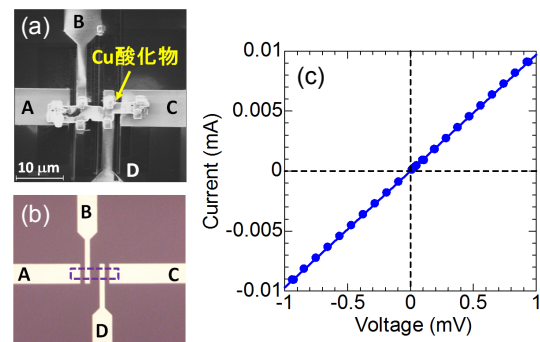 (a)
B
Cu酸化物
A
C
D
10 μm
(b)
B
A
C
D
(c)
0.01
0.005
0
-0.005
-0.01
Current (mA)
-1
-0.5
0
0.5
1
Voltage (mV)